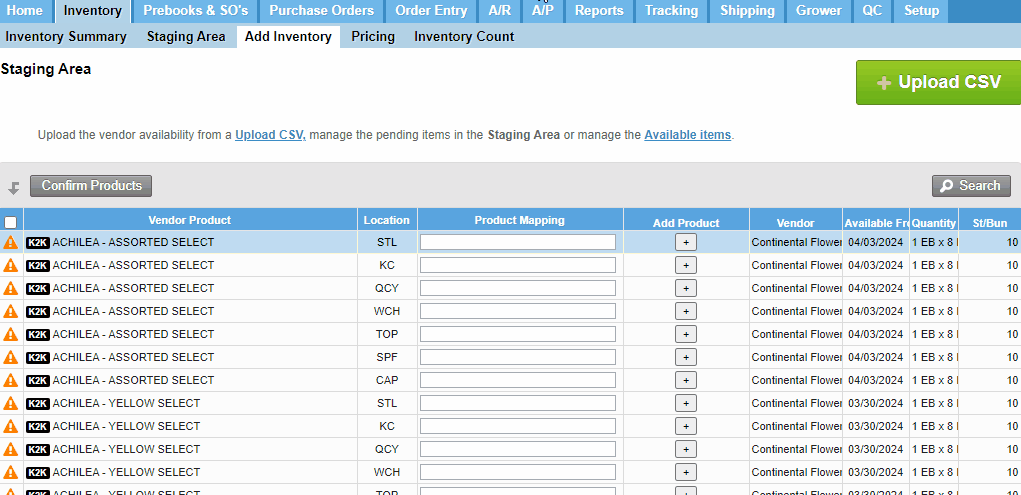 Home Inventory Prebooks & SO's Purchase Orders Order Entry A/R A/P Reports Tracking Shipping Grower QC Setup
Inventory Summary Staging Area Add Inventory Pricing Inventory Count
Staging Area
+ Upload CSV
Upload the vendor availability from a Upload CSV, manage the pending items in the Staging Area or manage the Available items.
Confirm Products Search
Vendor Product Location Product Mapping Add Product Vendor Available Fr Quantity St/Bun
K2K ACHILEA - ASSORTED SELECT STL + Continental Flower 04/03/2024 1 EB x 8 10
K2K ACHILEA - ASSORTED SELECT KC + Continental Flower 04/03/2024 1 EB x 8 10
K2K ACHILEA - ASSORTED SELECT QCY + Continental Flower 04/03/2024 1 EB x 8 10
K2K ACHILEA - ASSORTED SELECT WCH + Continental Flower 04/03/2024 1 EB x 8 10
K2K ACHILEA - ASSORTED SELECT TOP + Continental Flower 04/03/2024 1 EB x 8 10
K2K ACHILEA - ASSORTED SELECT SPF + Continental Flower 04/03/2024 1 EB x 8 10
K2K ACHILEA - ASSORTED SELECT CAP + Continental Flower 04/03/2024 1 EB x 8 10
K2K ACHILEA - YELLOW SELECT STL + Continental Flower 03/30/2024 1 EB x 8 10
K2K ACHILEA - YELLOW SELECT KC + Continental Flower 03/30/2024 1 EB x 8 10
K2K ACHILEA - YELLOW SELECT QCY + Continental Flower 03/30/2024 1 EB x 8 10
K2K ACHILEA - YELLOW SELECT WCH + Continental Flower 03/30/2024 1 EB x 8 10
K2K ACHILEA - YELLOW SELECT TOP Continental Flower 03/30/2024 1 EB x 8 10